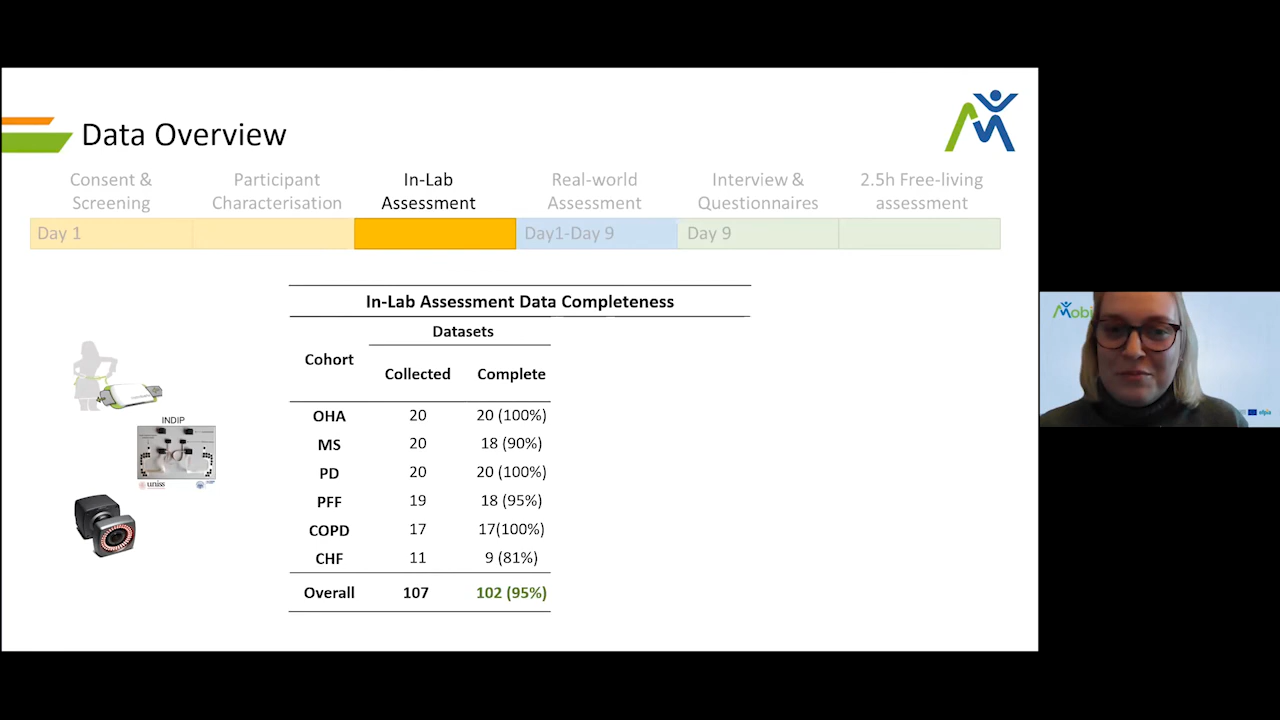 Data Overview
Consent &
Screening
Participant
Characterisation
In-Lab
Assessment
Real-world
Assessment
Interview &
Questionnaires
2.5h Free-living
assessment
Day 1
Day1-Day 9
Day 9
In-Lab Assessment Data Completeness
Datasets
Cohort
Collected Complete
OHA 20 20 (100%)
MS 20 18 (90%)
PD 20 20 (100%)
PFF 19 18 (95%)
COPD 17 17(100%)
CHF 11 9 (81%)
Overall 107 102 (95%)
INDIP
uniss
Mobi
efpia